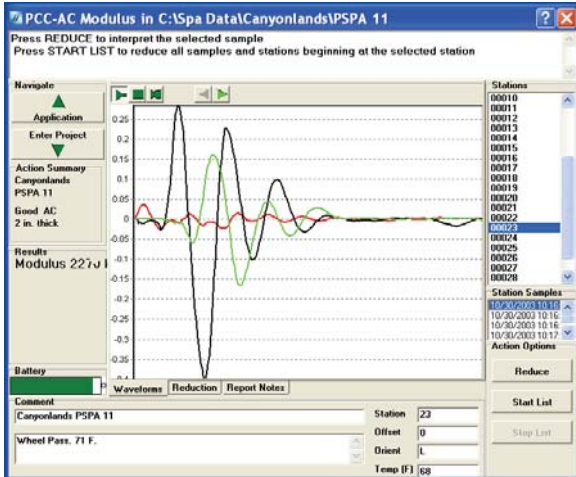 PCC-AC Modulus in C:\Spa Data\Canyonlands\PSPA 11
Press REDUCE to interpret the selected sample
Press START LIST to reduce all samples and stations beginning at the selected station
Navigate
Application
Enter Project
Action Summary
Canyonlands
PSPA 11
Good AC
2 in. thick
Results
Modulus
Battery
0.25
0.2
0.15
0.1
0.05
0
-0.05
-0.1
-0.15
-0.2
-0.25
-0.3
-0.35
Waveforms
Reduction
Report Notes
Stations
00010
00011
00012
00013
00014
00015
00016
00017
00018
00019
00020
00021
00022
00023
00024
00025
00026
00027
00028
Station Samples
10/30/2003 10:16
10/30/2003 10:16
10/30/2003 10:16
10/30/2003 10:17
Action Options
Reduce
Start List
Stop List
Comment
Canyonlands PSPA 11
Wheel Pass. 71 F.
Station 23
Offset 0
Orient L
Temp (F) 68